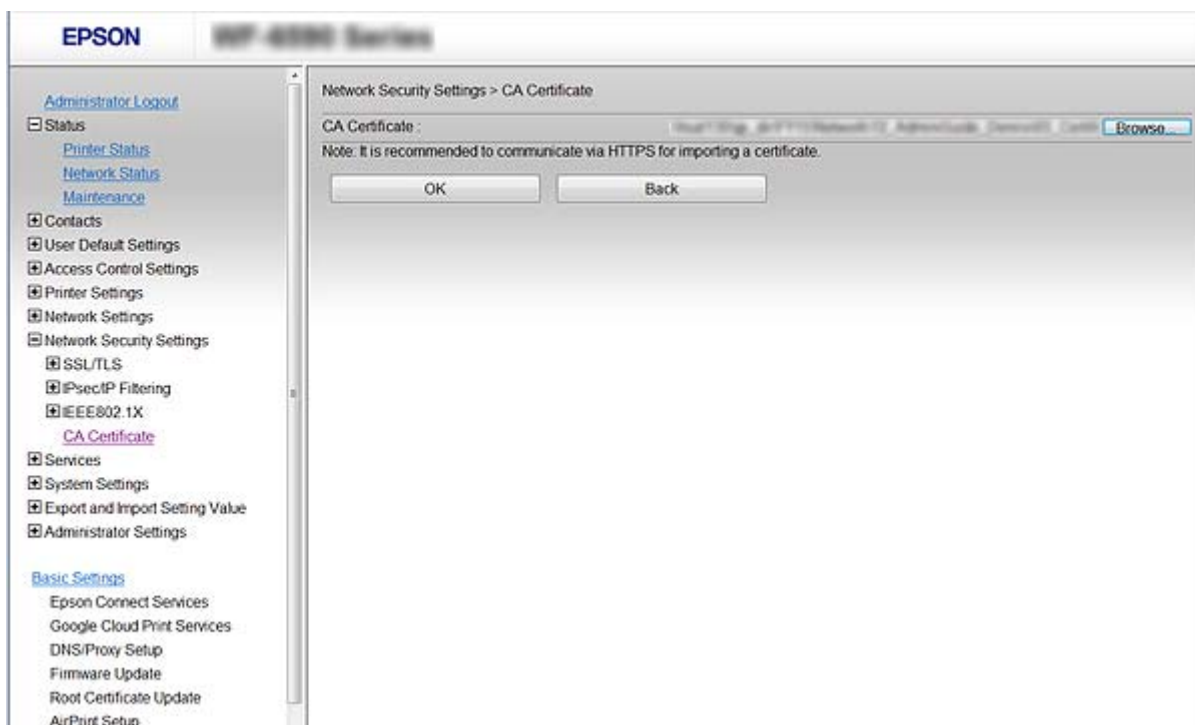 EPSON
Administrator Logout
Status
Printer Status
Network Status
Maintenance
Contacts
User Default Settings
Access Control Settings
Printer Settings
Network Settings
Network Security Settings
SSL/TLS
IPsec/IP Filtering
IEEE802.1X
CA Certificate
Services
System Settings
Export and Import Setting Value
Administrator Settings
Basic Settings
Epson Connect Services
Google Cloud Print Services
DNS/Proxy Setup
Firmware Update
Root Certificate Update
AirPrint Setup
Network Security Settings > CA Certificate
CA Certificate :
Browse...
Note: It is recommended to communicate via HTTPS for importing a certificate.
OK
Back